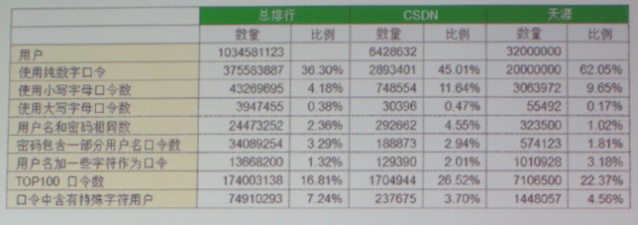 总排行 CSDN 天涯
数量 比例 数量 比例 数量 比例
用户 1034581123 6428632 32000000
使用纯数字口令 375583887 36.30% 2893401 45.01% 20000000 62.05%
使用小写字母口令数 43269695 4.18% 748554 11.64% 3063972 9.65%
使用大写字母口令数 3947455 0.38% 30396 0.47% 55492 0.17%
用户名和密码相同数 24473252 2.36% 292662 4.55% 323500 1.02%
密码包含一部分用户名口令数 34089254 3.29% 188873 2.94% 574123 1.81%
用户名加一些字符作为口令 13668200 1.32% 129390 2.01% 1010928 3.18%
TOP100 口令数 174003138 16.81% 1704944 26.52% 7106500 22.37%
口令中含有特殊字符用户 74910293 7.24% 237675 3.70% 1448057 4.56%